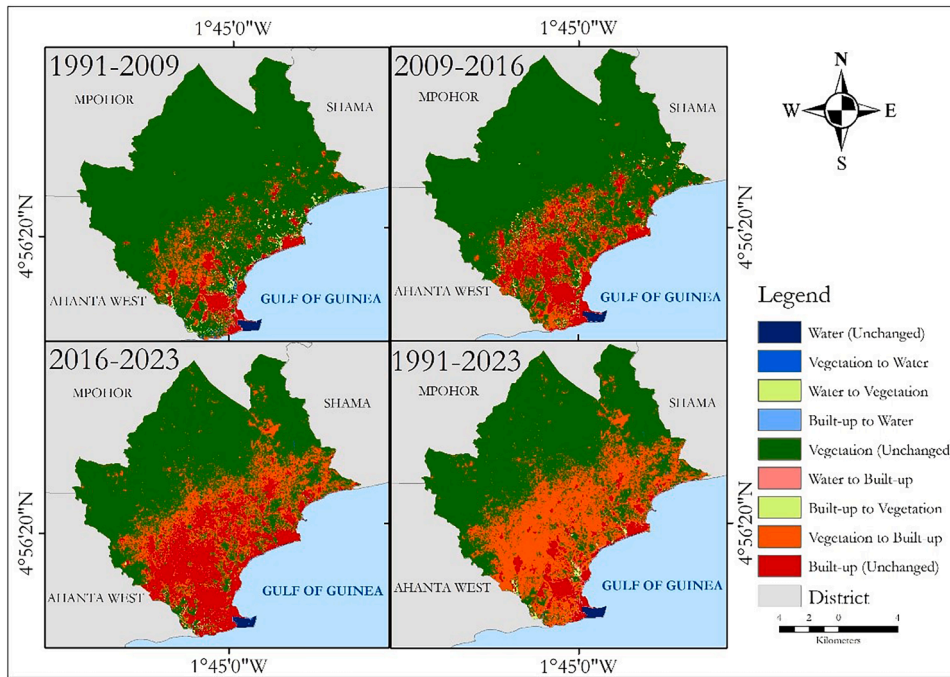 1°45'0"W
1°45'0"W
1991-2009
MPOHOR
SHAMA
AHANTA WEST
GULF OF GUINEA
4°56'20"N
2009-2016
MPOHOR
SHAMA
AHANTA WEST
GULF OF GUINEA
4°56'20"N
N
W
E
S
2016-2023
MPOHOR
SHAMA
AHANTA WEST
GULF OF GUINEA
4°56'20"N
1991-2023
MPOHOR
SHAMA
AHANTA WEST
GULF OF GUINEA
4°56'20"N
1°45'0"W
1°45'0"W
Legend
Water (Unchanged)
Vegetation to Water
Water to Vegetation
Built-up to Water
Vegetation (Unchanged
Water to Built-up
Built-up to Vegetation
Vegetation to Built-up
Built-up (Unchanged)
District
4 2 0 4
Kilometers